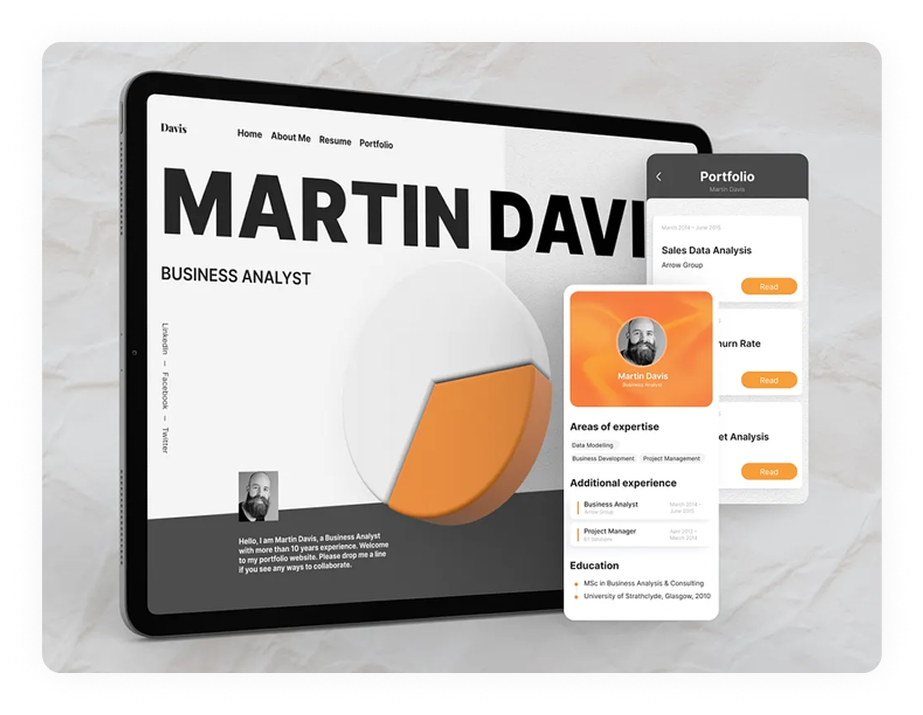 Davis
Home About Me Resume Portfolio
MARTIN DAVI
BUSINESS ANALYST
LinkedIn – Facebook – Twitter
Hello, I am Martin Davis, a Business Analyst
with more than 10 years experience. Welcome
to my portfolio website. Please drop me a line
if you see any ways to collaborate.
Portfolio
Martin Davis
March 2014 – June 2015
Sales Data Analysis
Arrow Group
Read
hurn Rate
Read
et Analysis
Read
Martin Davis
Business Analyst
Areas of expertise
Data Modelling
Business Development Project Management
Additional experience
Business Analyst
Arrow Group
March 2014 –
June 2015
Project Manager
Solutions
April 2012 –
March 2014
Education
MSc in Business Analysis & Consulting
University of Strathclyde, Glasgow, 2010